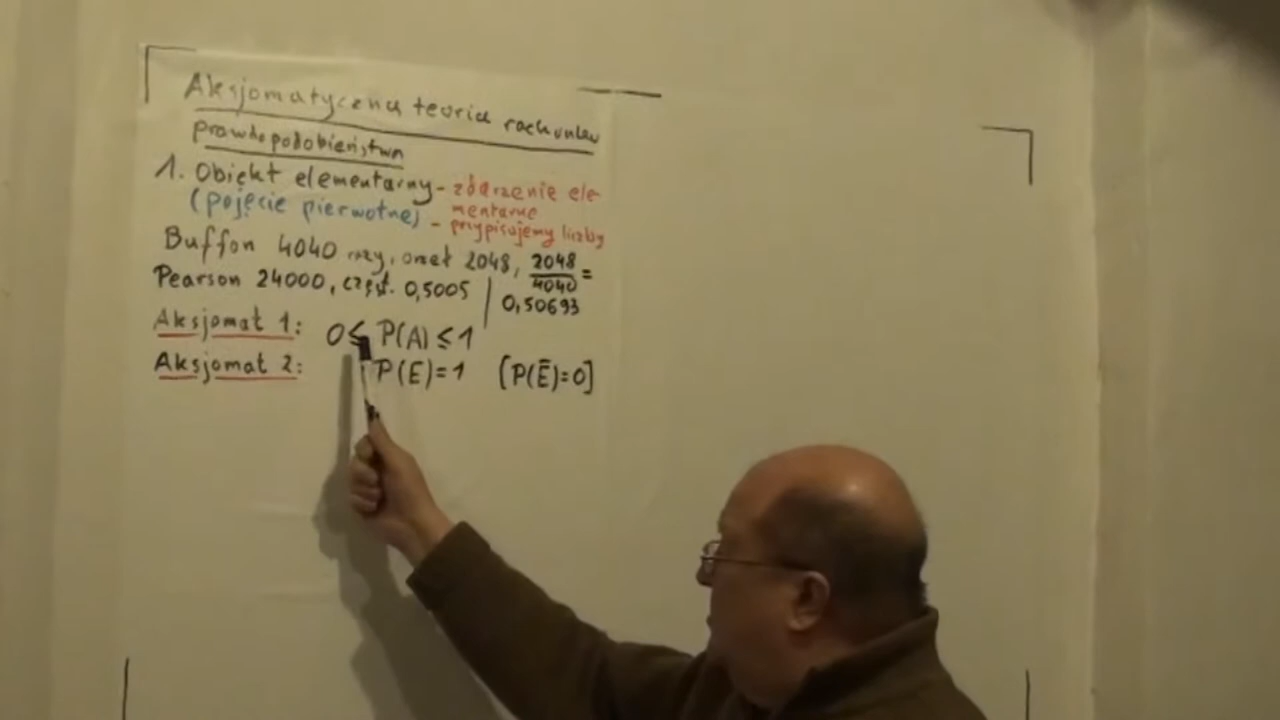 Aksjomatyczna teoria rachunku
prawdopodobieństwa
1. Obiekt elementarny - zdarzenie ele-
(pojęcie pierwotne) mentarne
- przypisujemy liczby
Buffon 4040 razy, orzeł 2048, 2048/4040 =
Pearson 24000, częst. 0,5005 | 0,50693
Aksjomat 1: 0 ≤ P(A) ≤ 1
Aksjomat 2: P(E)=1 [P(Ē)=0]